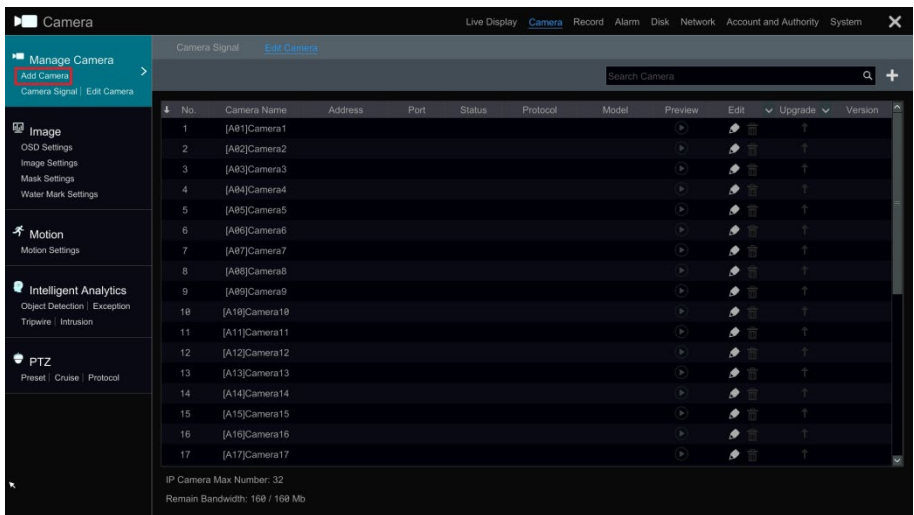 Camera
Live Display Camera Record Alarm Disk Network Account and Authority System
Manage Camera
Add Camera
Camera Signal | Edit Camera
Image
OSD Settings
Image Settings
Mask Settings
Water Mark Settings
Motion
Motion Settings
Intelligent Analytics
Object Detection | Exception
Tripwire | Intrusion
PTZ
Preset | Cruise | Protocol
Camera Signal Edit Camera
Search Camera
No. Camera Name Address Port Status Protocol Model Preview Edit Upgrade Version
1 [A01]Camera1
2 [A02]Camera2
3 [A03]Camera3
4 [A04]Camera4
5 [A05]Camera5
6 [A06]Camera6
7 [A07]Camera7
8 [A08]Camera8
9 [A09]Camera9
10 [A10]Camera10
11 [A11]Camera11
12 [A12]Camera12
13 [A13]Camera13
14 [A14]Camera14
15 [A15]Camera15
16 [A16]Camera16
17 [A17]Camera17
IP Camera Max Number: 32
Remain Bandwidth: 160 / 160 Mb